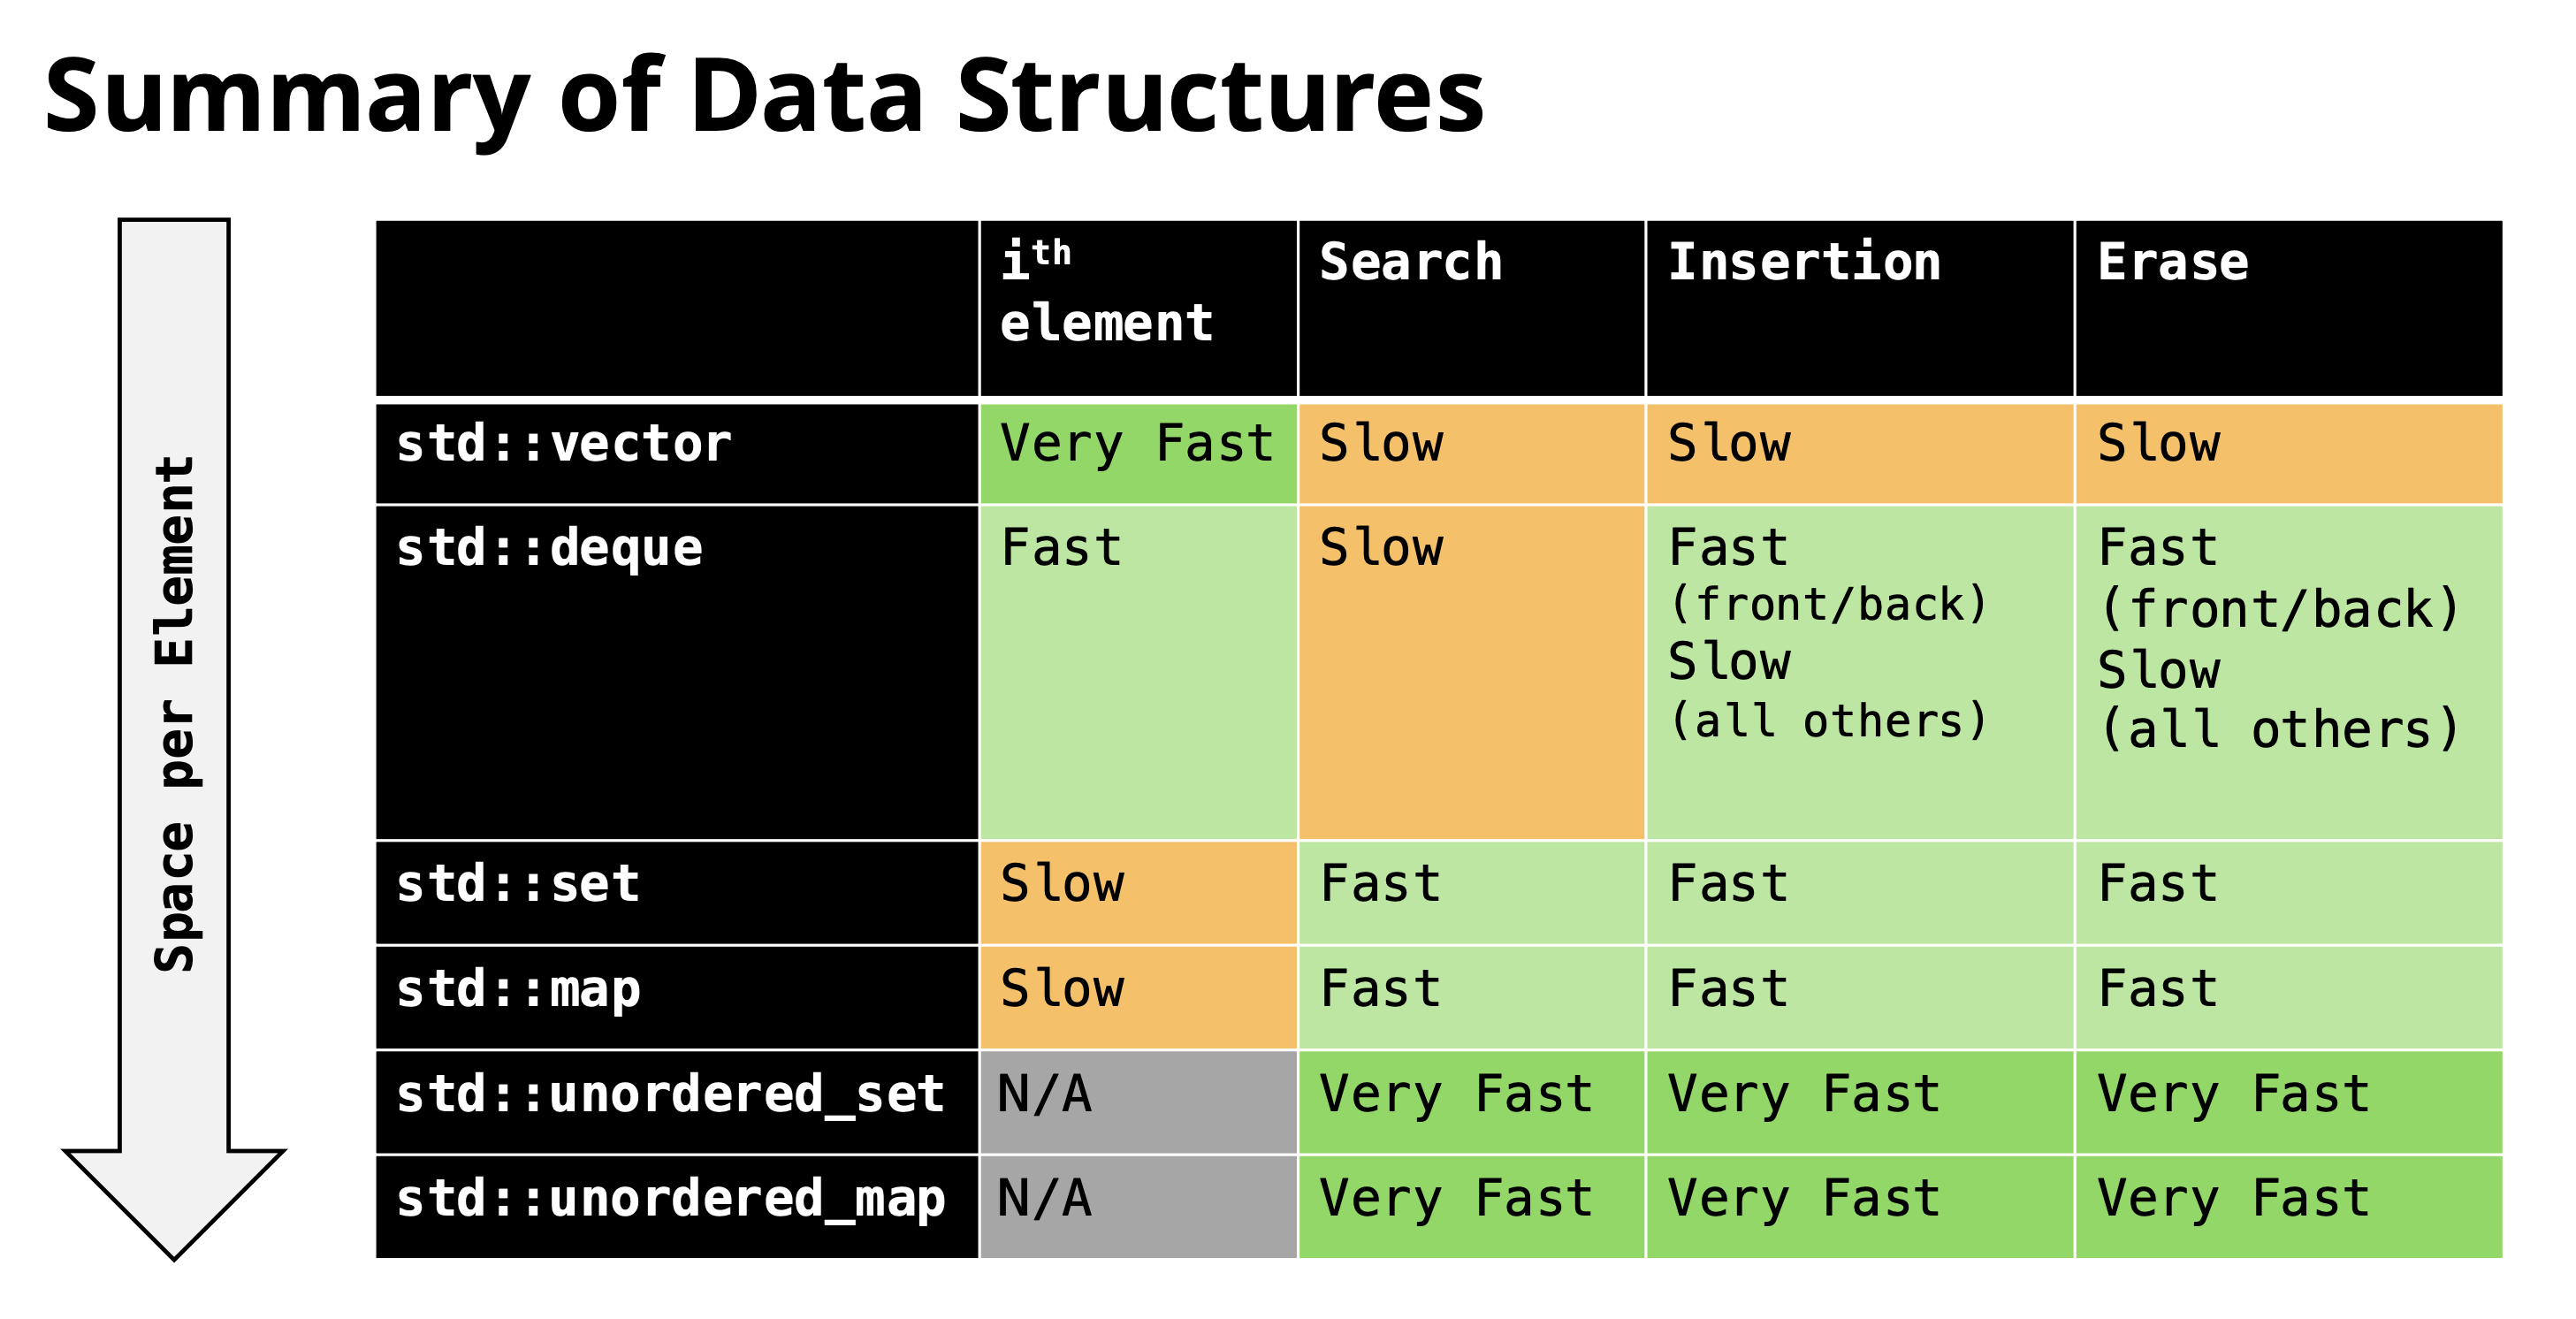 Summary of Data Structures
Space per Element
ith
element
Search
Insertion
Erase
std::vector
Very Fast
Slow
Slow
Slow
std::deque
Fast
Slow
Fast
(front/back)
Slow
(all others)
Fast
(front/back)
Slow
(all others)
std::set
Slow
Fast
Fast
Fast
std::map
Slow
Fast
Fast
Fast
std::unordered_set
N/A
Very Fast
Very Fast
Very Fast
std::unordered_map
N/A
Very Fast
Very Fast
Very Fast